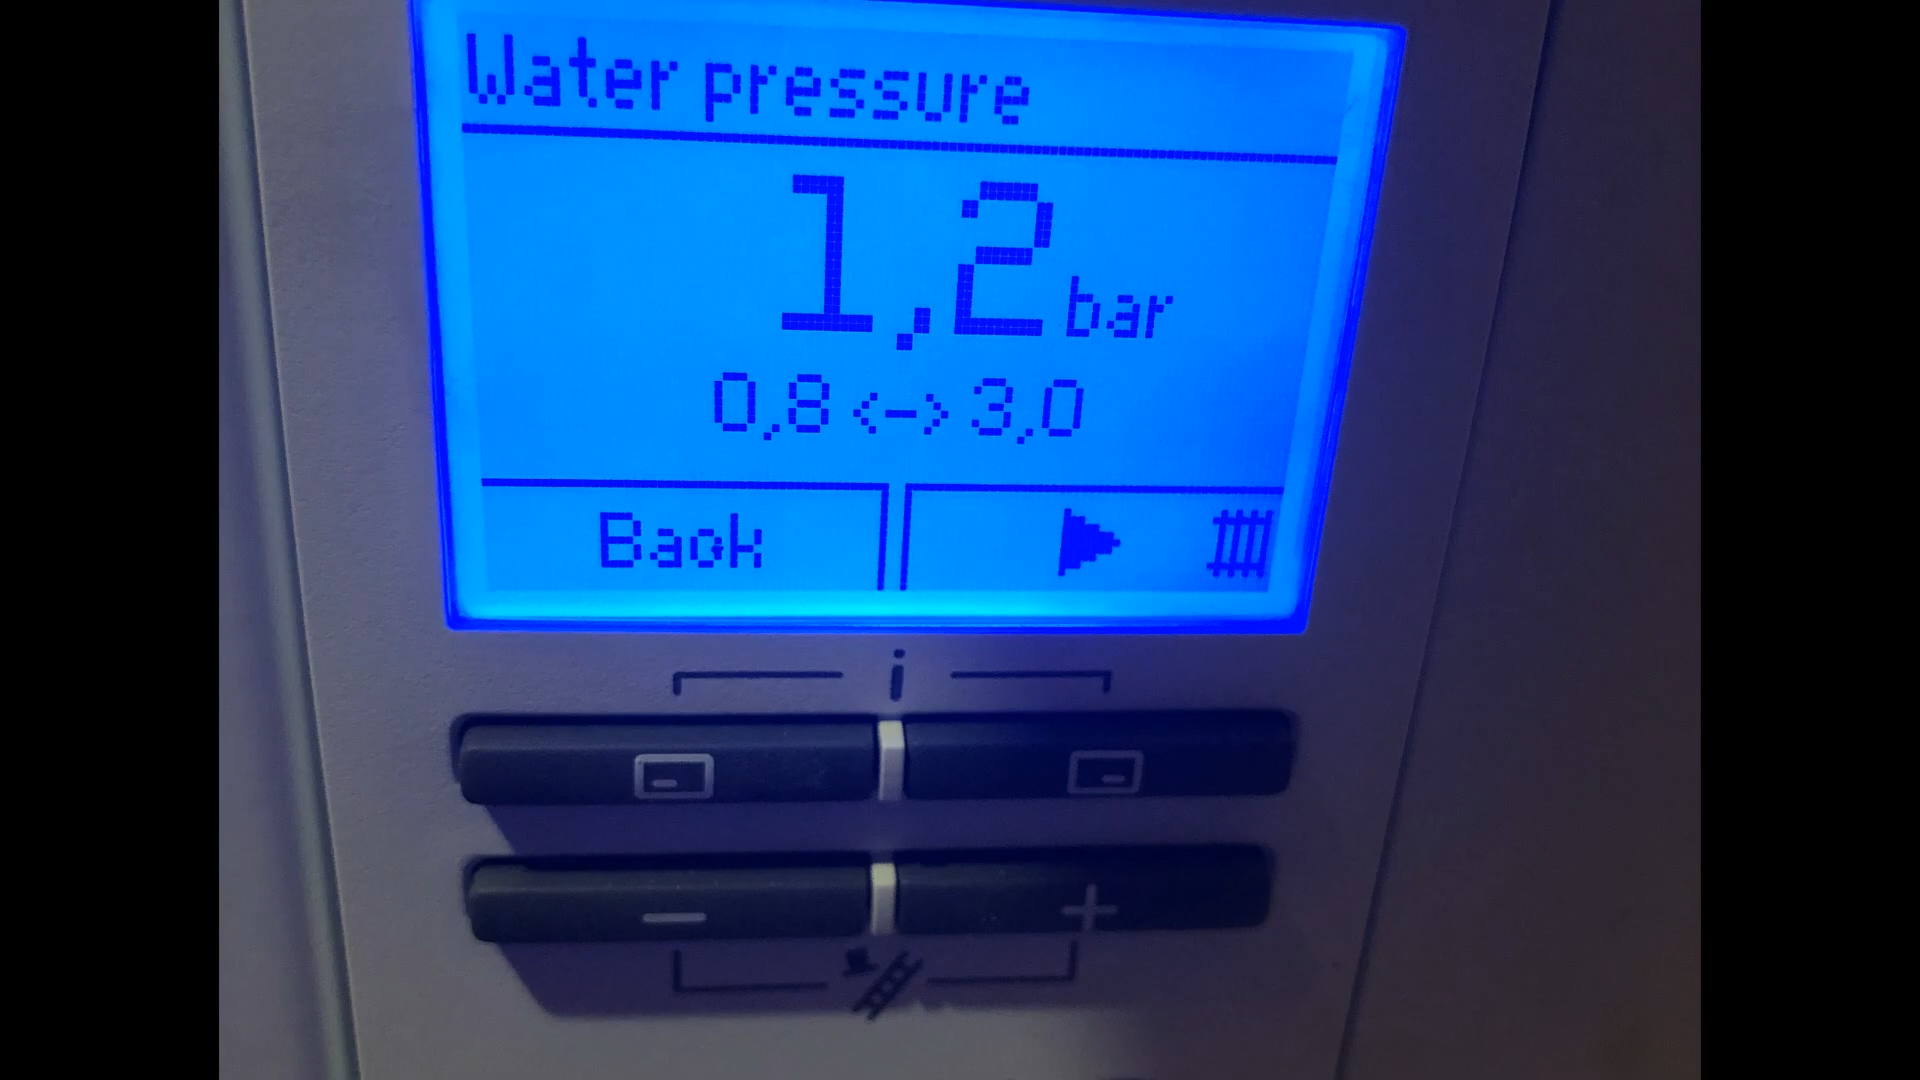 Water pressure
1,2 bar
0,8 <-> 3,0
Back
i
- +